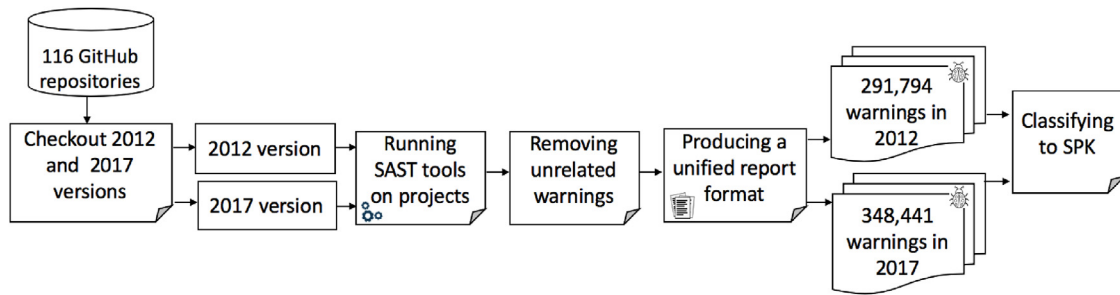 116 GitHub
repositories
Checkout 2012
and 2017
versions
2012 version
2017 version
Running
SAST tools
on projects
Removing
unrelated
warnings
Producing a
unified report
format
291,794
warnings in
2012
348,441
warnings in
2017
Classifying
to SPK